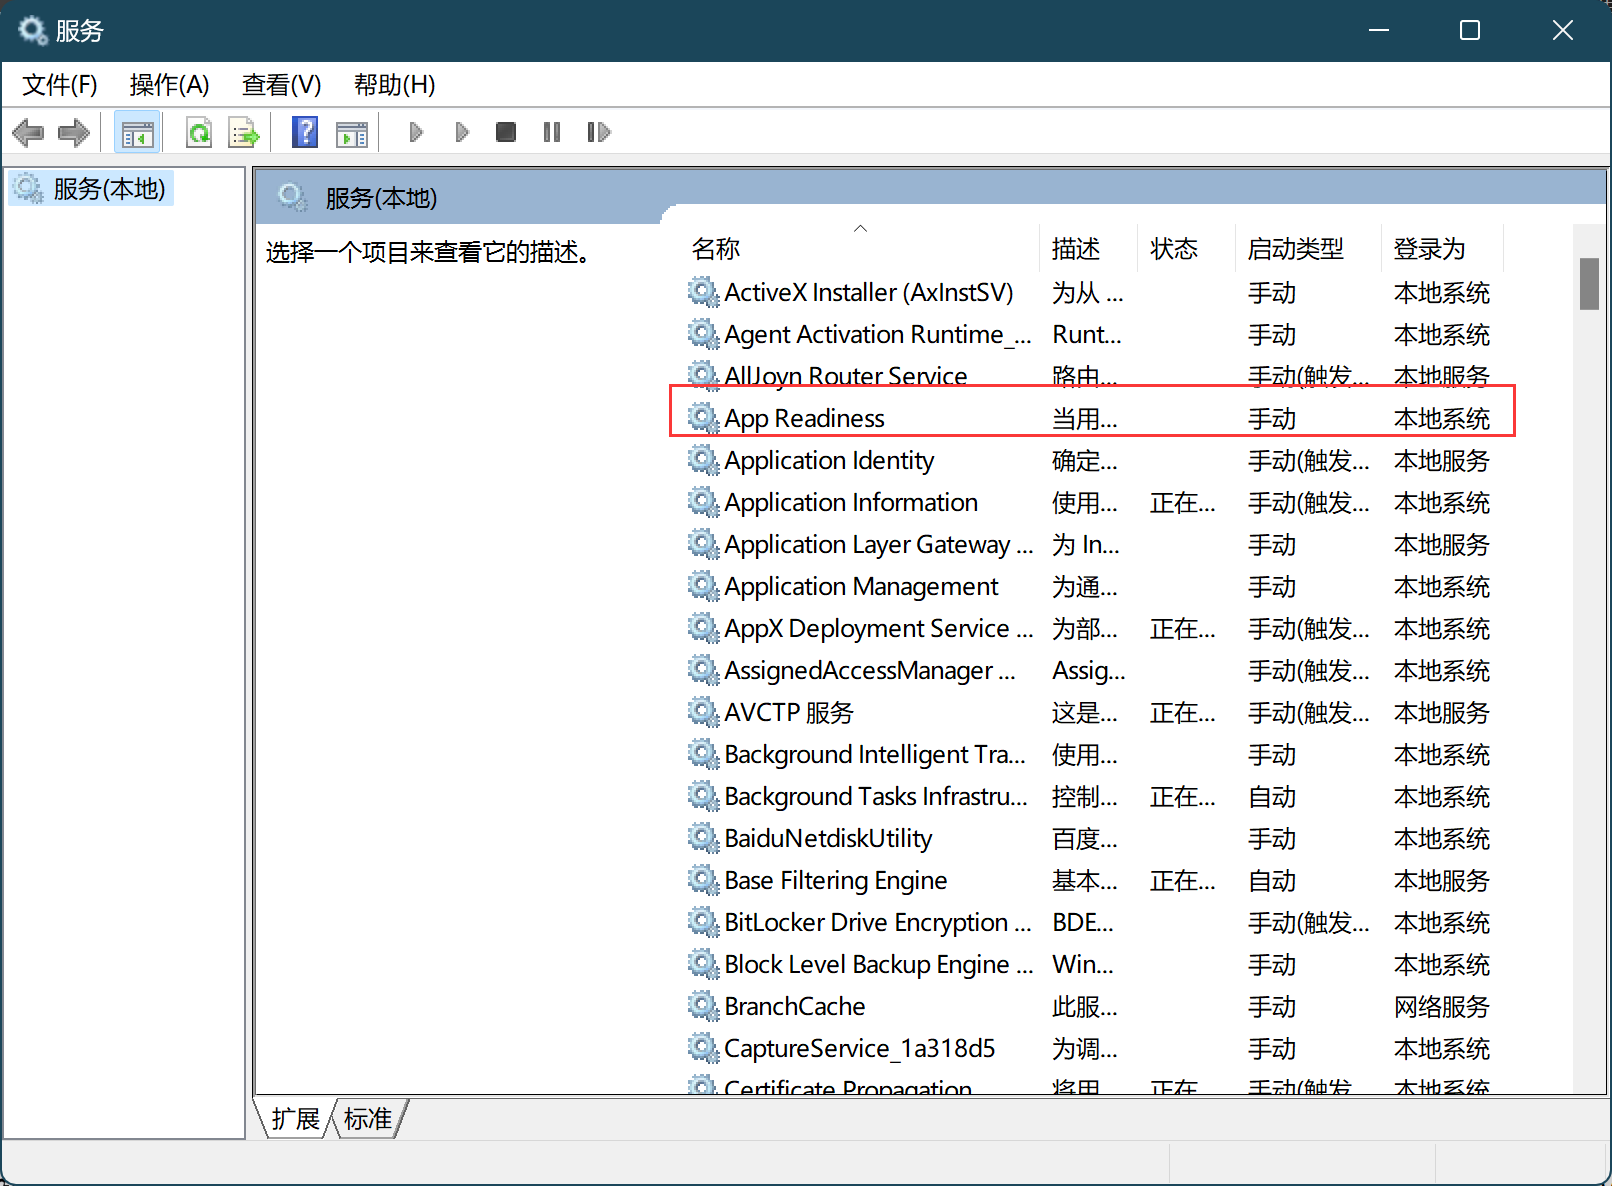 服务
文件(F) 操作(A) 查看(V) 帮助(H)
服务(本地)
服务(本地)
选择一个项目来查看它的描述。
名称 描述 状态 启动类型 登录为
ActiveX Installer (AxInstSV) 为从 ... 手动 本地系统
Agent Activation Runtime_... Runt... 手动 本地系统
AllJoyn Router Service 路由... 手动(触发... 本地服务
App Readiness 当用... 手动 本地系统
Application Identity 确定... 手动(触发... 本地服务
Application Information 使用... 正在... 手动(触发... 本地系统
Application Layer Gateway ... 为 In... 手动 本地服务
Application Management 为通... 手动 本地系统
AppX Deployment Service ... 为部... 正在... 手动(触发... 本地系统
AssignedAccessManager ... Assig... 手动(触发... 本地系统
AVCTP 服务 这是... 正在... 手动(触发... 本地服务
Background Intelligent Tra... 使用... 手动 本地系统
Background Tasks Infrastru... 控制... 正在... 自动 本地系统
BaiduNetdiskUtility 百度... 手动 本地系统
Base Filtering Engine 基本... 正在... 自动 本地服务
BitLocker Drive Encryption ... BDE... 手动(触发... 本地系统
Block Level Backup Engine ... Win... 手动 本地系统
BranchCache 此服... 手动 网络服务
CaptureService_1a318d5 为调... 手动 本地系统
Certificate Propagation 将用 正在 手动(触发 本地系统
扩展 标准